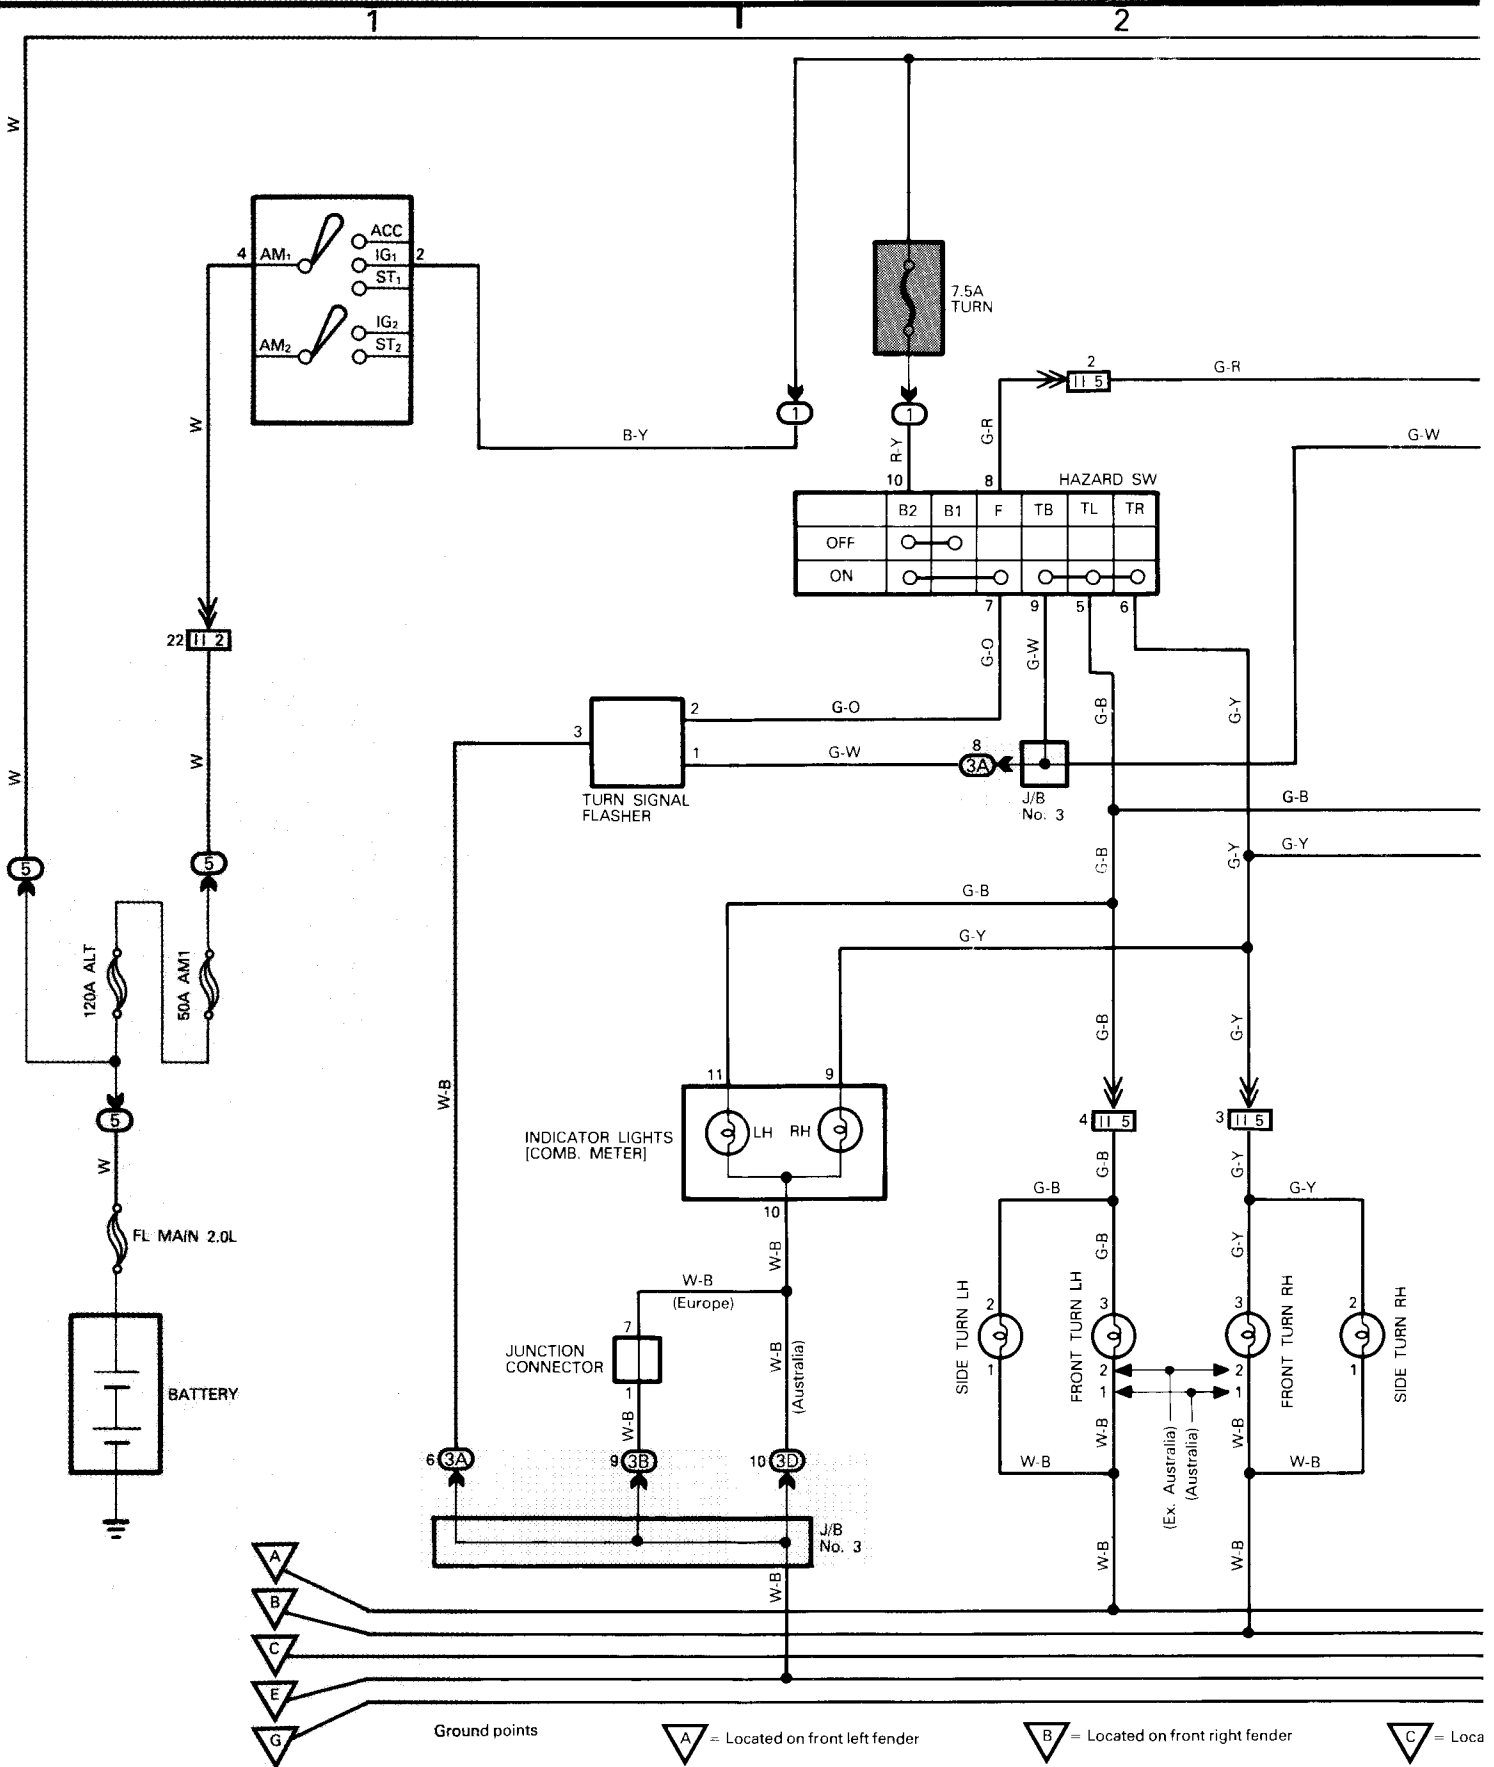 1
2
W
4
AM1
ACC
IG1
ST1
2
AM2
IG2
ST2
7.5A
TURN
2
II 5
G-R
W
B-Y
1
1
R-Y
G-R
G-W
10
8
HAZARD SW
B2
B1
F
TB
TL
TR
OFF
ON
7
9
5
6
22
II 2
G-O
G-W
G-B
G-Y
W
W
3
2
G-O
1
G-W
8
3A
TURN SIGNAL
FLASHER
J/B
No. 3
G-B
5
5
G-B
G-Y
G-Y
G-B
G-Y
120A ALT
50A AM1
G-B
G-Y
5
W
W-B
11
9
LH
RH
INDICATOR LIGHTS
[COMB. METER]
4
II 5
3
II 5
G-B
G-Y
G-B
G-Y
10
FL MAIN 2.0L
W-B
W-B
(Europe)
G-B
G-Y
SIDE TURN LH
FRONT TURN LH
FRONT TURN RH
SIDE TURN RH
2
3
3
2
7
JUNCTION
CONNECTOR
1
W-B
(Australia)
1
2
2
1
1
1
BATTERY
W-B
W-B
W-B
W-B
W-B
(Ex. Australia)
(Australia)
6
3A
9
3B
10
3D
J/B
No. 3
W-B
W-B
W-B
A
B
C
E
G
Ground points
A = Located on front left fender
B = Located on front right fender
C = Loca